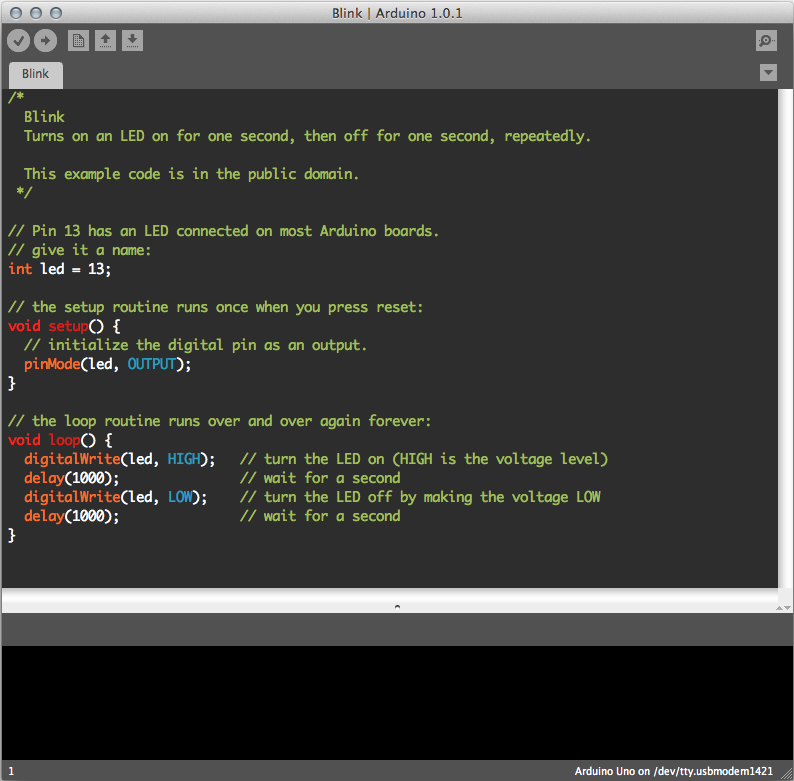 Blink | Arduino 1.0.1
Blink
/*
  Blink
  Turns on an LED on for one second, then off for one second, repeatedly.

  This example code is in the public domain.
 */

// Pin 13 has an LED connected on most Arduino boards.
// give it a name:
int led = 13;

// the setup routine runs once when you press reset:
void setup() {
  // initialize the digital pin as an output.
  pinMode(led, OUTPUT);
}

// the loop routine runs over and over again forever:
void loop() {
  digitalWrite(led, HIGH);   // turn the LED on (HIGH is the voltage level)
  delay(1000);               // wait for a second
  digitalWrite(led, LOW);    // turn the LED off by making the voltage LOW
  delay(1000);               // wait for a second
}
1
Arduino Uno on /dev/tty.usbmodem1421